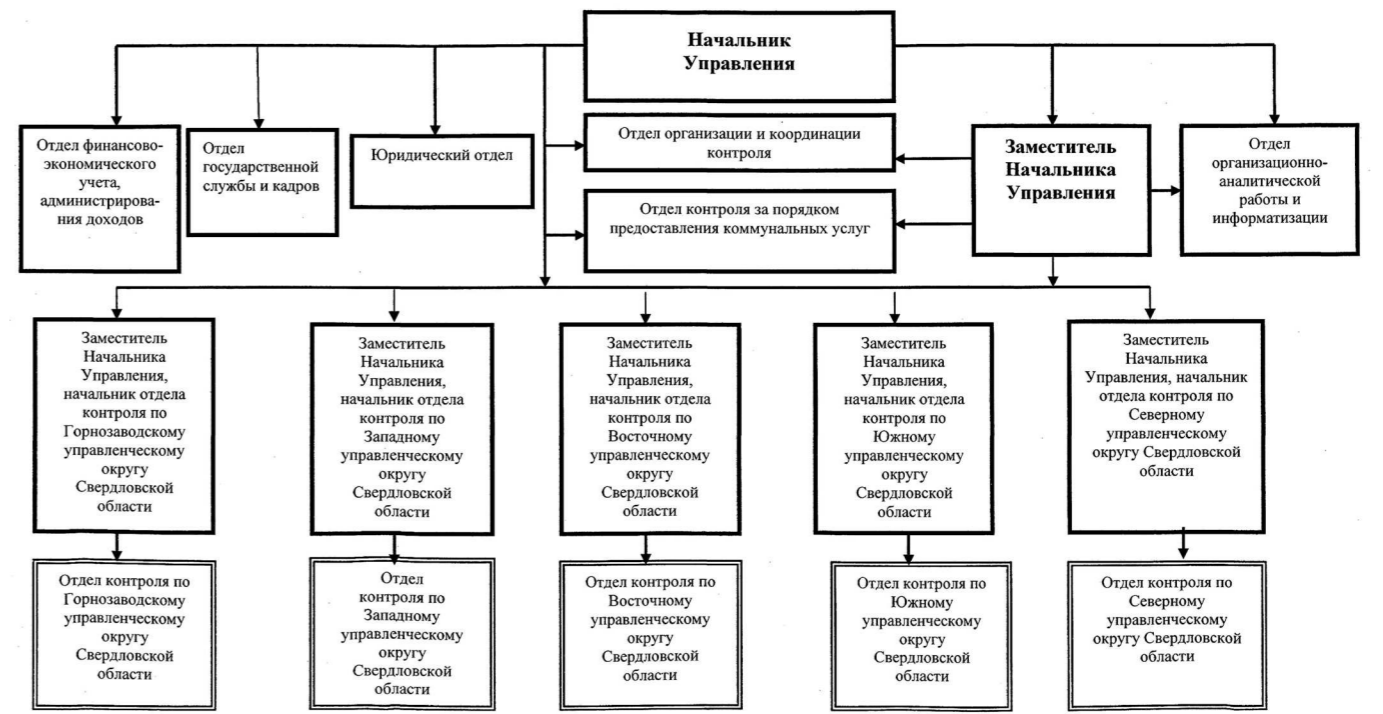 Начальник
Управления
Отдел финансово-
экономического
учета,
администрирова-
ния доходов
Отдел
государственной
службы и кадров
Юридический отдел
Отдел организации и координации
контроля
Отдел контроля за порядком
предоставления коммунальных услуг
Заместитель
Начальника
Управления
Отдел
организационно-
аналитической
работы и
информатизации
Заместитель
Начальника
Управления,
начальник отдела
контроля по
Горнозаводскому
управленческому
округу
Свердловской
области
Заместитель
Начальника
Управления,
начальник отдела
контроля по
Западному
управленческому
округу
Свердловской
области
Заместитель
Начальника
Управления,
начальник отдела
контроля по
Восточному
управленческому
округу
Свердловской
области
Заместитель
Начальника
Управления,
начальник отдела
контроля по
Южному
управленческому
округу
Свердловской
области
Заместитель
Начальника
Управления, начальник
отдела контроля по
Северному
управленческому
округу Свердловской
области
Отдел контроля по
Горнозаводскому
управленческому
округу
Свердловской
области
Отдел
контроля по
Западному
управленческому
округу
Свердловской
области
Отдел контроля по
Восточному
управленческому
округу
Свердловской
области
Отдел контроля по
Южному
управленческому
округу
Свердловской
области
Отдел контроля по
Северному
управленческому
округу Свердловской
области